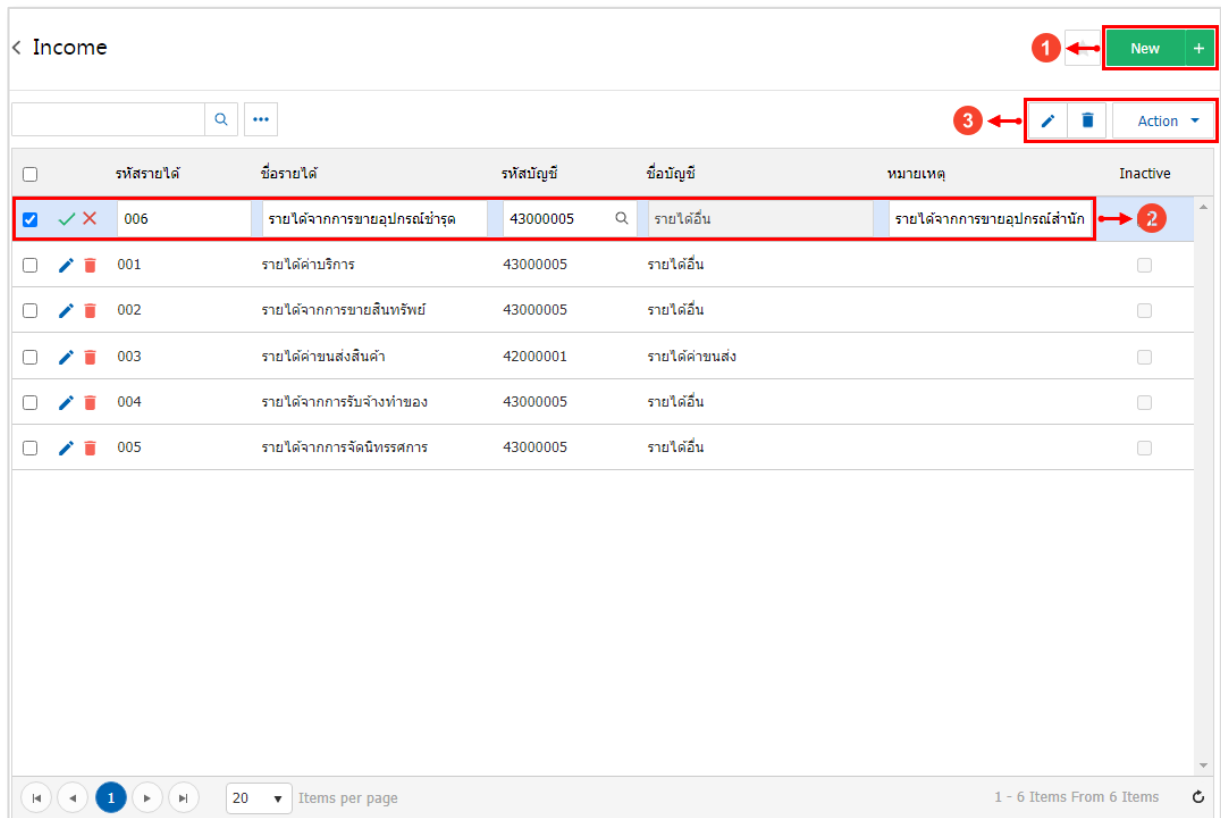 Income
1
New +
3
Action
รหัสรายได้ ชื่อรายได้ รหัสบัญชี ชื่อบัญชี หมายเหตุ Inactive
006 รายได้จากการขายอุปกรณ์ชำรุด 43000005 รายได้อื่น รายได้จากการขายอุปกรณ์สำนัก 2
001 รายได้ค่าบริการ 43000005 รายได้อื่น
002 รายได้จากการขายสินทรัพย์ 43000005 รายได้อื่น
003 รายได้ค่าขนส่งสินค้า 42000001 รายได้ค่าขนส่ง
004 รายได้จากการรับจ้างทำของ 43000005 รายได้อื่น
005 รายได้จากการจัดนิทรรศการ 43000005 รายได้อื่น
1 20 Items per page 1 - 6 Items From 6 Items